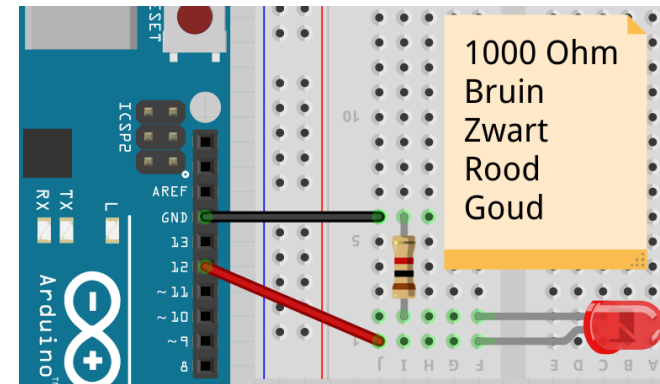 RESET
ICSP2
AREF
GND
13
12
~11
~10
~9
8
RX
TX
L
Arduino™
10
5
1
J I H G F E D C B A
1000 Ohm
Bruin
Zwart
Rood
Goud